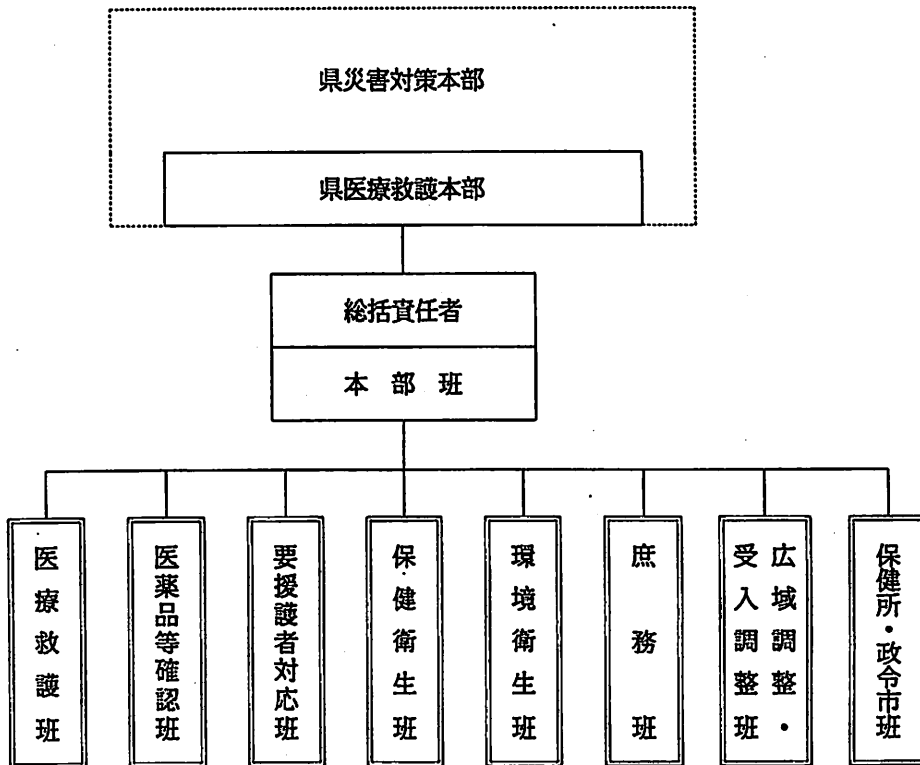 県災害対策本部
県医療救護本部
総括責任者
本部班
医療救護班
医薬品等確認班
要援護者対応班
保健衛生班
環境衛生班
庶務班
広域調整・
受入調整班
保健所・政令市班